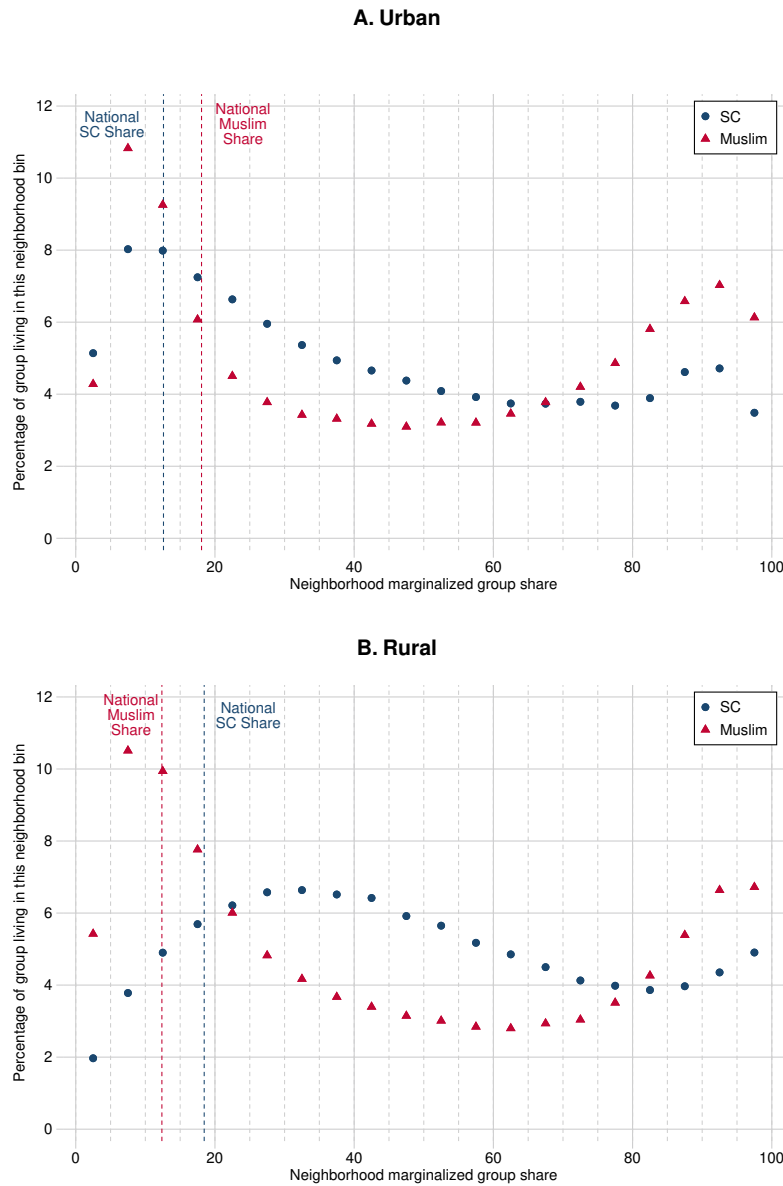 A. Urban
12
10
8
6
4
2
0
Percentage of group living in this neighborhood bin
National
SC Share
National
Muslim
Share
SC
Muslim
0
20
40
60
80
100
Neighborhood marginalized group share
B. Rural
12
10
8
6
4
2
0
Percentage of group living in this neighborhood bin
National
Muslim
Share
National
SC Share
SC
Muslim
0
20
40
60
80
100
Neighborhood marginalized group share